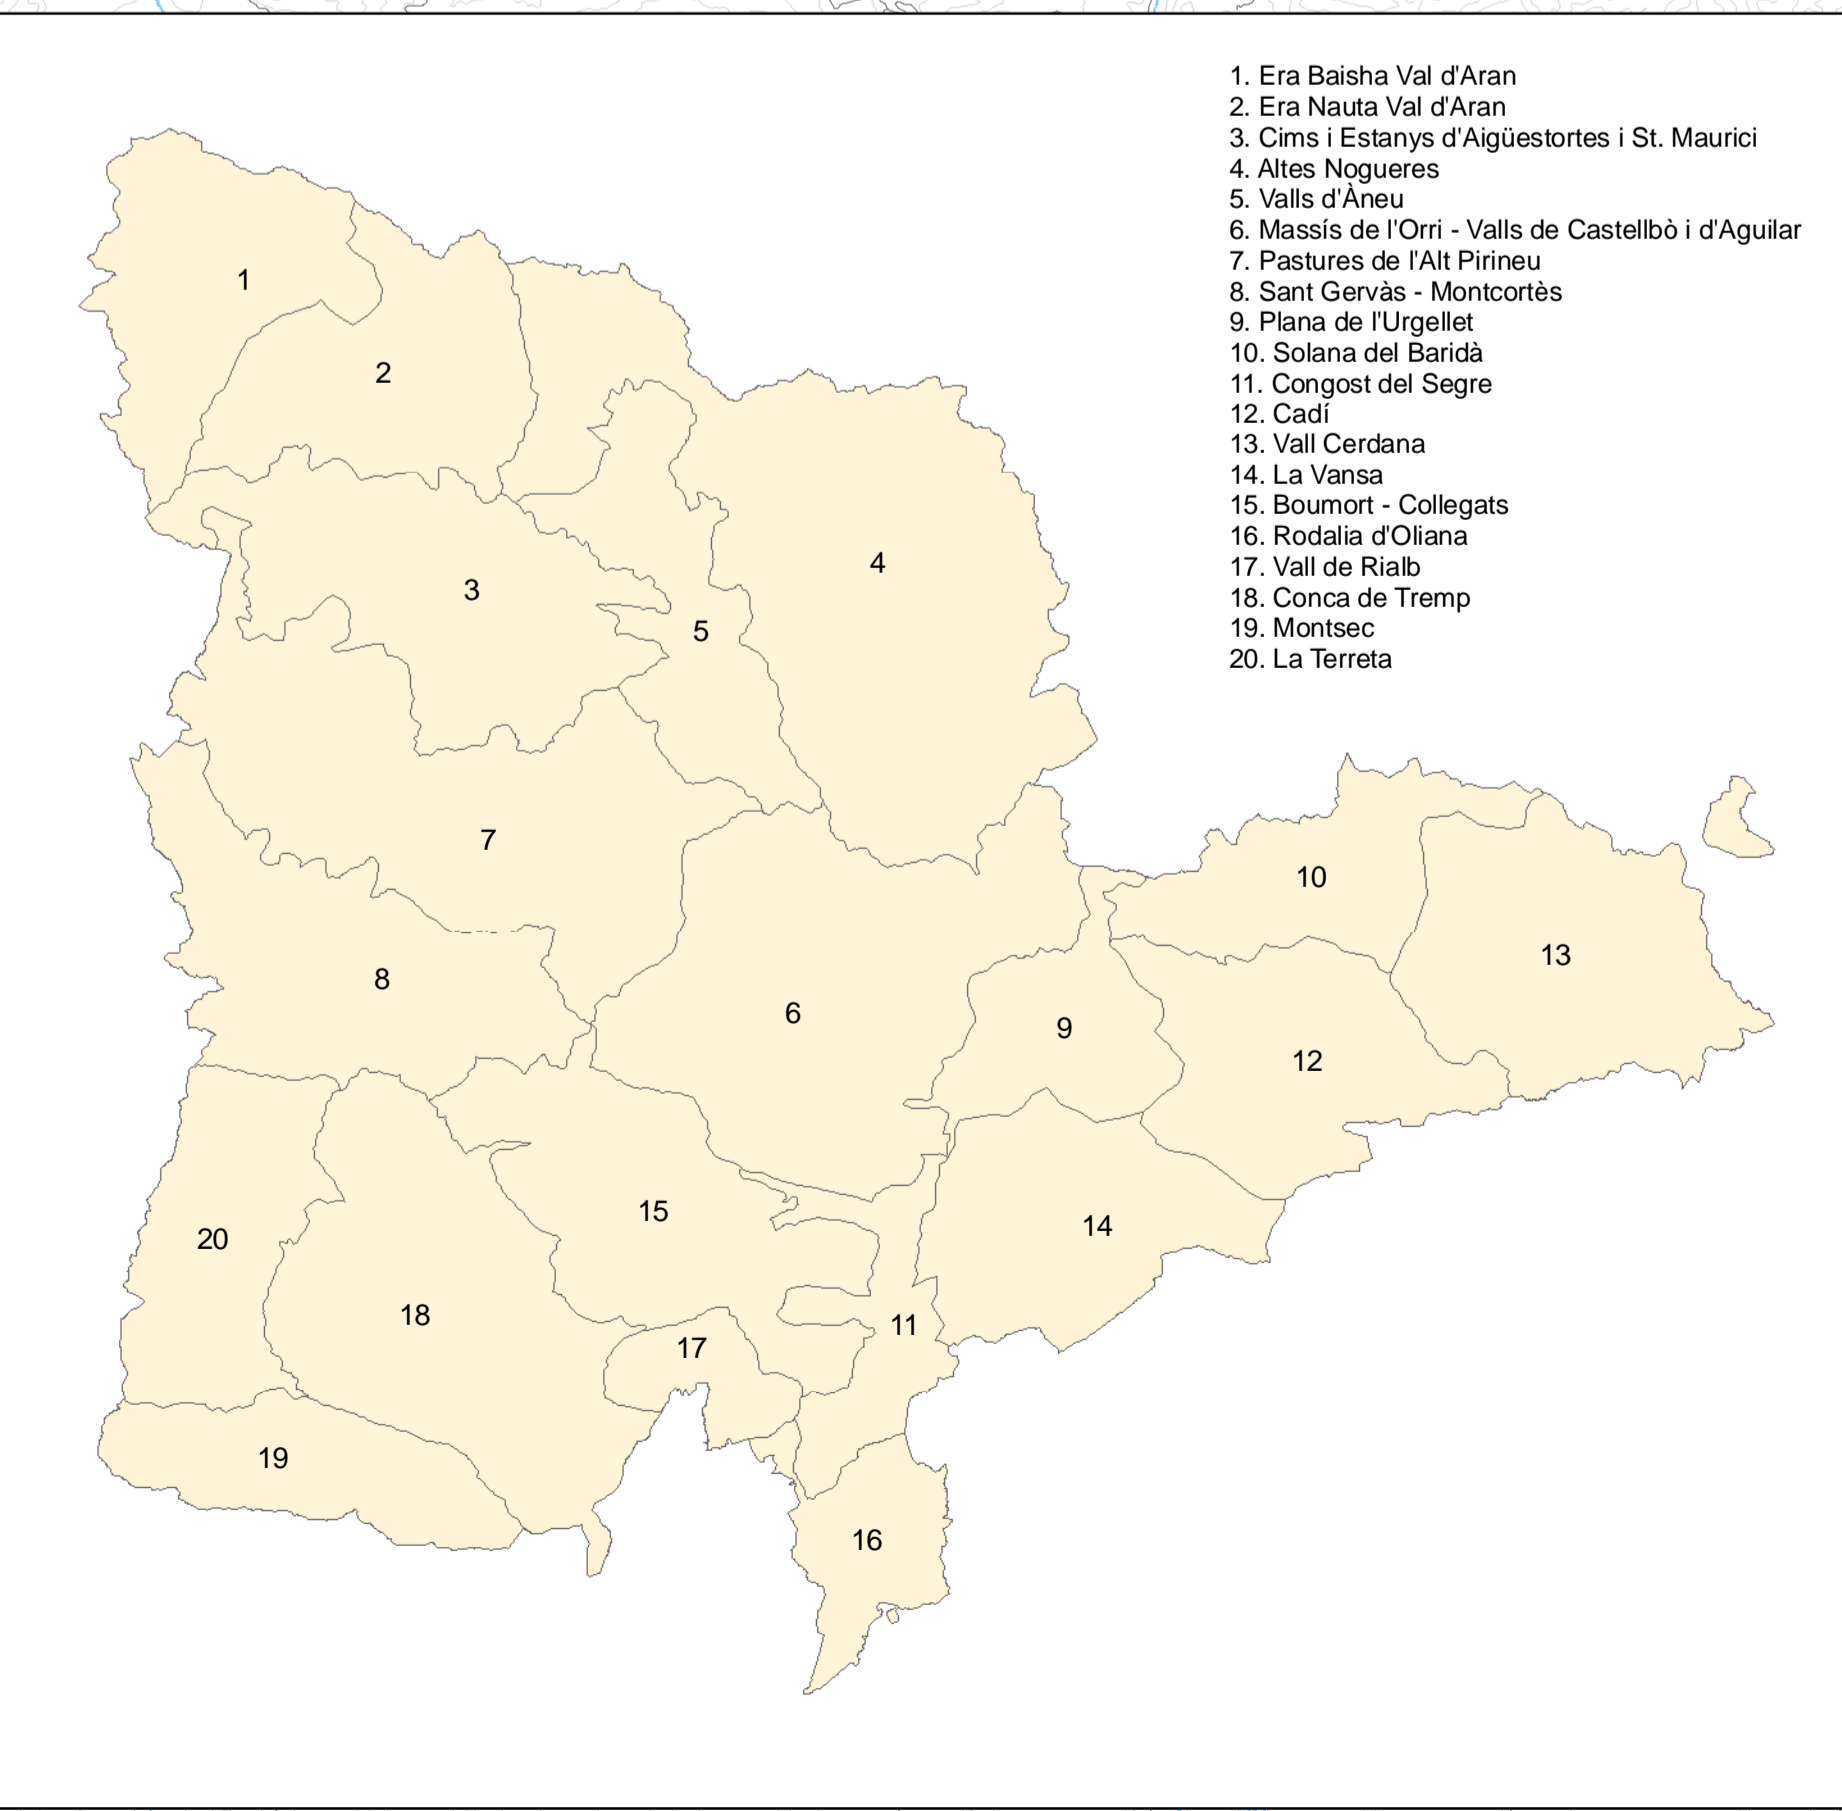 1. Era Baisha Val d'Aran
2. Era Nauta Val d'Aran
3. Cims i Estanys d'Aigüestortes i St. Maurici
4. Altes Nogueres
5. Valls d'Àneu
6. Massís de l'Orri - Valls de Castellbò i d'Aguilar
7. Pastures de l'Alt Pirineu
8. Sant Gervàs - Montcortès
9. Plana de l'Urgellet
10. Solana del Baridà
11. Congost del Segre
12. Cadí
13. Vall Cerdana
14. La Vansa
15. Boumort - Collegats
16. Rodalia d'Oliana
17. Vall de Rialb
18. Conca de Tremp
19. Montsec
20. La Terreta
1
2
3
4
5
6
7
8
9
10
11
12
13
14
15
16
17
18
19
20